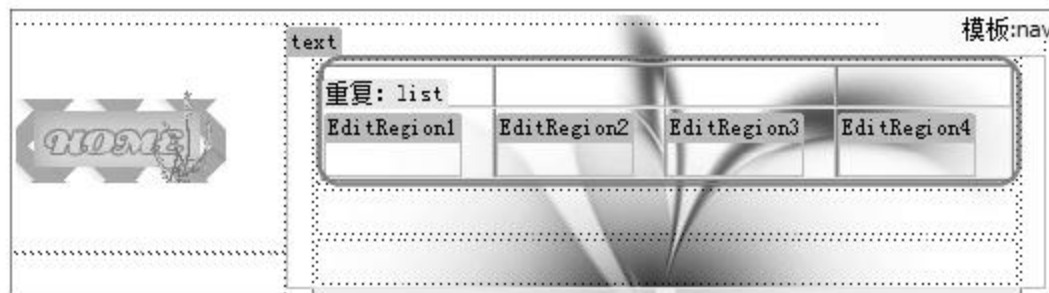 模板:nav
text
重复: list
EditRegion1 EditRegion2 EditRegion3 EditRegion4
HOME